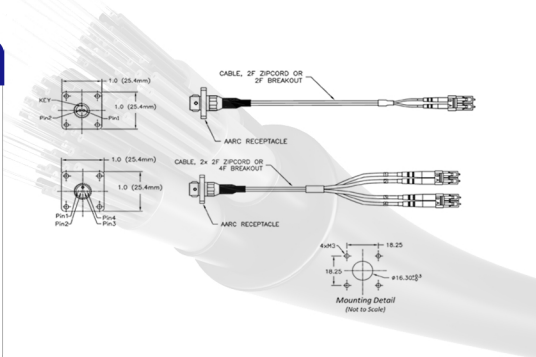 1.0 (25.4mm)
KEY
1.0 (25.4mm)
Pin2
Pin1
CABLE, 2F ZIPCORD OR
2F BREAKOUT
AARC RECEPTACLE
1.0 (25.4mm)
1.0 (25.4mm)
Pin1
Pin4
Pin2
Pin3
CABLE, 2x 2F ZIPCORD OR
4F BREAKOUT
AARC RECEPTACLE
4xM3
18.25
18.25
Mounting Detail
(Not to Scale)